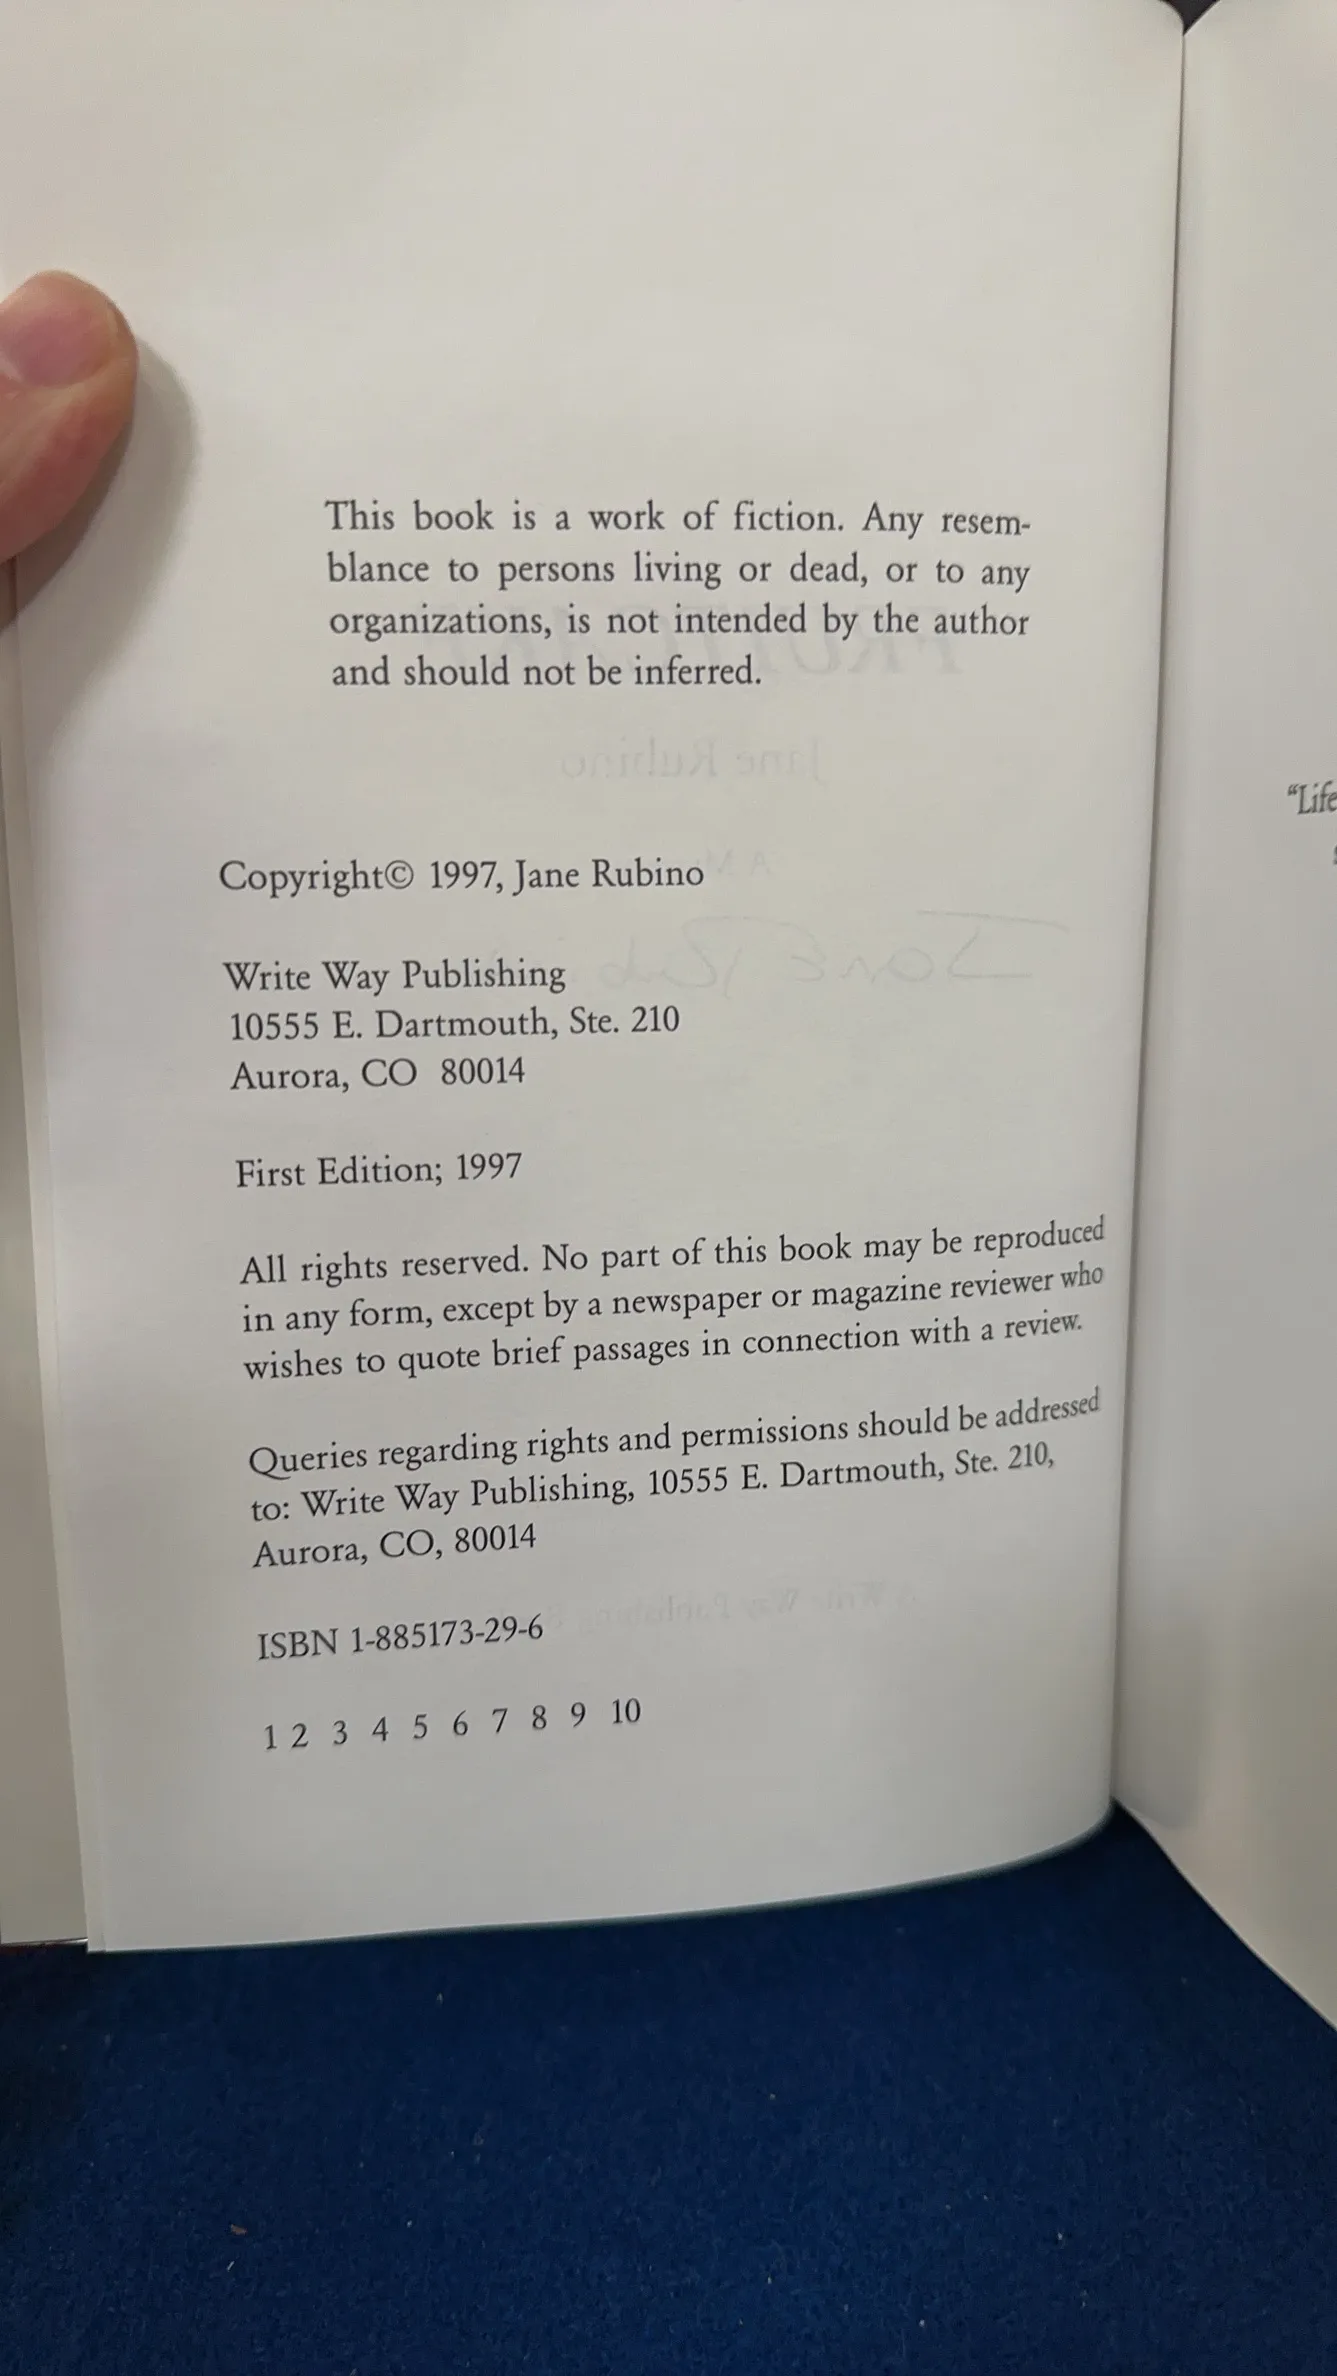 This book is a work of fiction. Any resem-
blance to persons living or dead, or to any
organizations, is not intended by the author
and should not be inferred.
Jane Rubino
Copyright© 1997, Jane Rubino
Write Way Publishing
10555 E. Dartmouth, Ste. 210
Aurora, CO 80014
First Edition; 1997
All rights reserved. No part of this book may be reproduced
in any form, except by a newspaper or magazine reviewer who
wishes to quote brief passages in connection with a review.
Queries regarding rights and permissions should be addressed
to: Write Way Publishing, 10555 E. Dartmouth, Ste. 210,
Aurora, CO, 80014
ISBN 1-885173-29-6
1 2 3 4 5 6 7 8 9 10
“Life